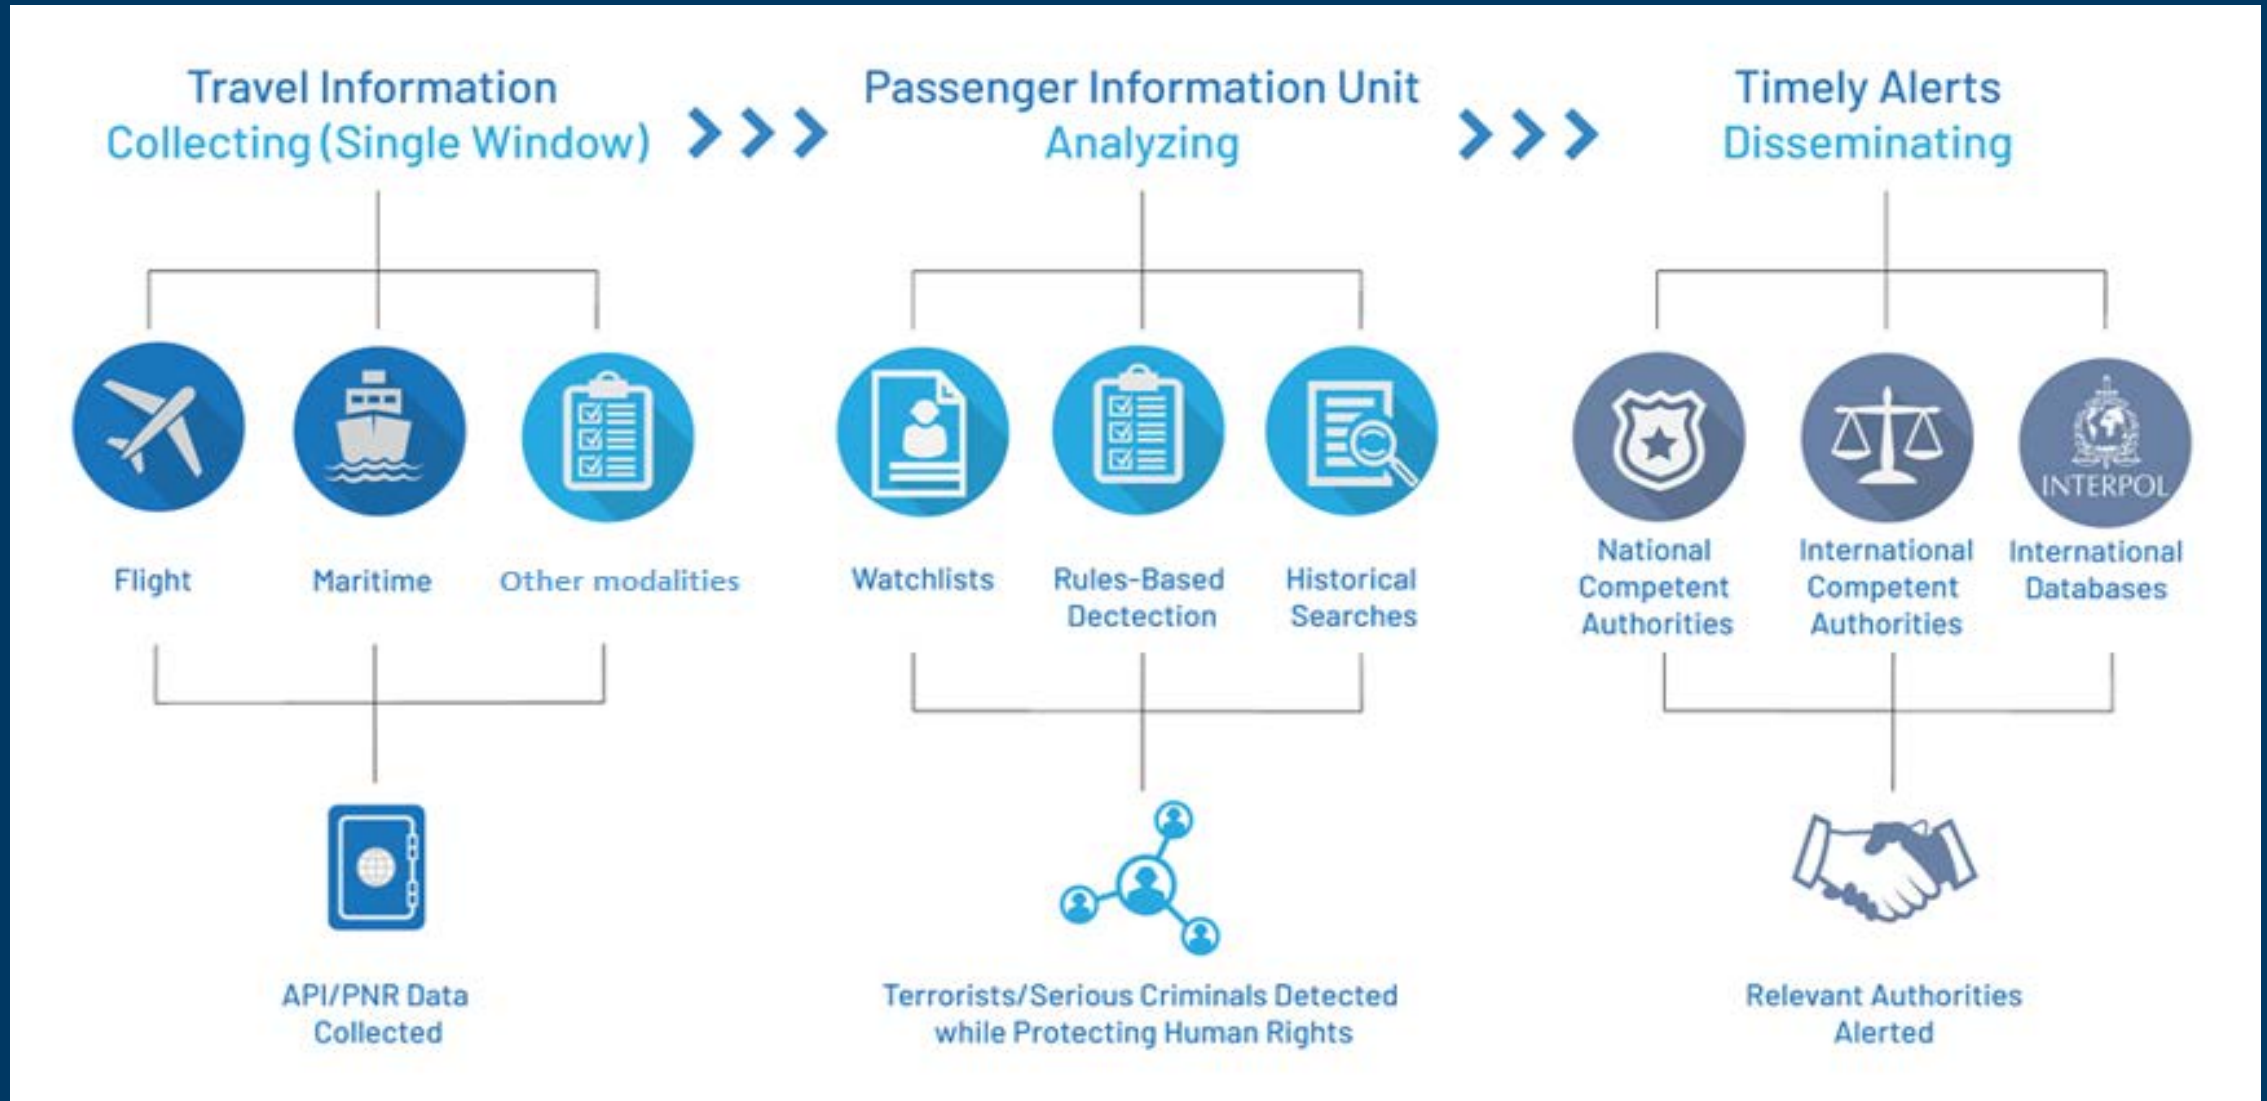 Travel Information
Collecting (Single Window)
Passenger Information Unit
Analyzing
Timely Alerts
Disseminating
Flight
Maritime
Other modalities
Watchlists
Rules-Based
Dectection
Historical
Searches
INTERPOL
National
Competent
Authorities
International
Competent
Authorities
International
Databases
API/PNR Data
Collected
Terrorists/Serious Criminals Detected
while Protecting Human Rights
Relevant Authorities
Alerted